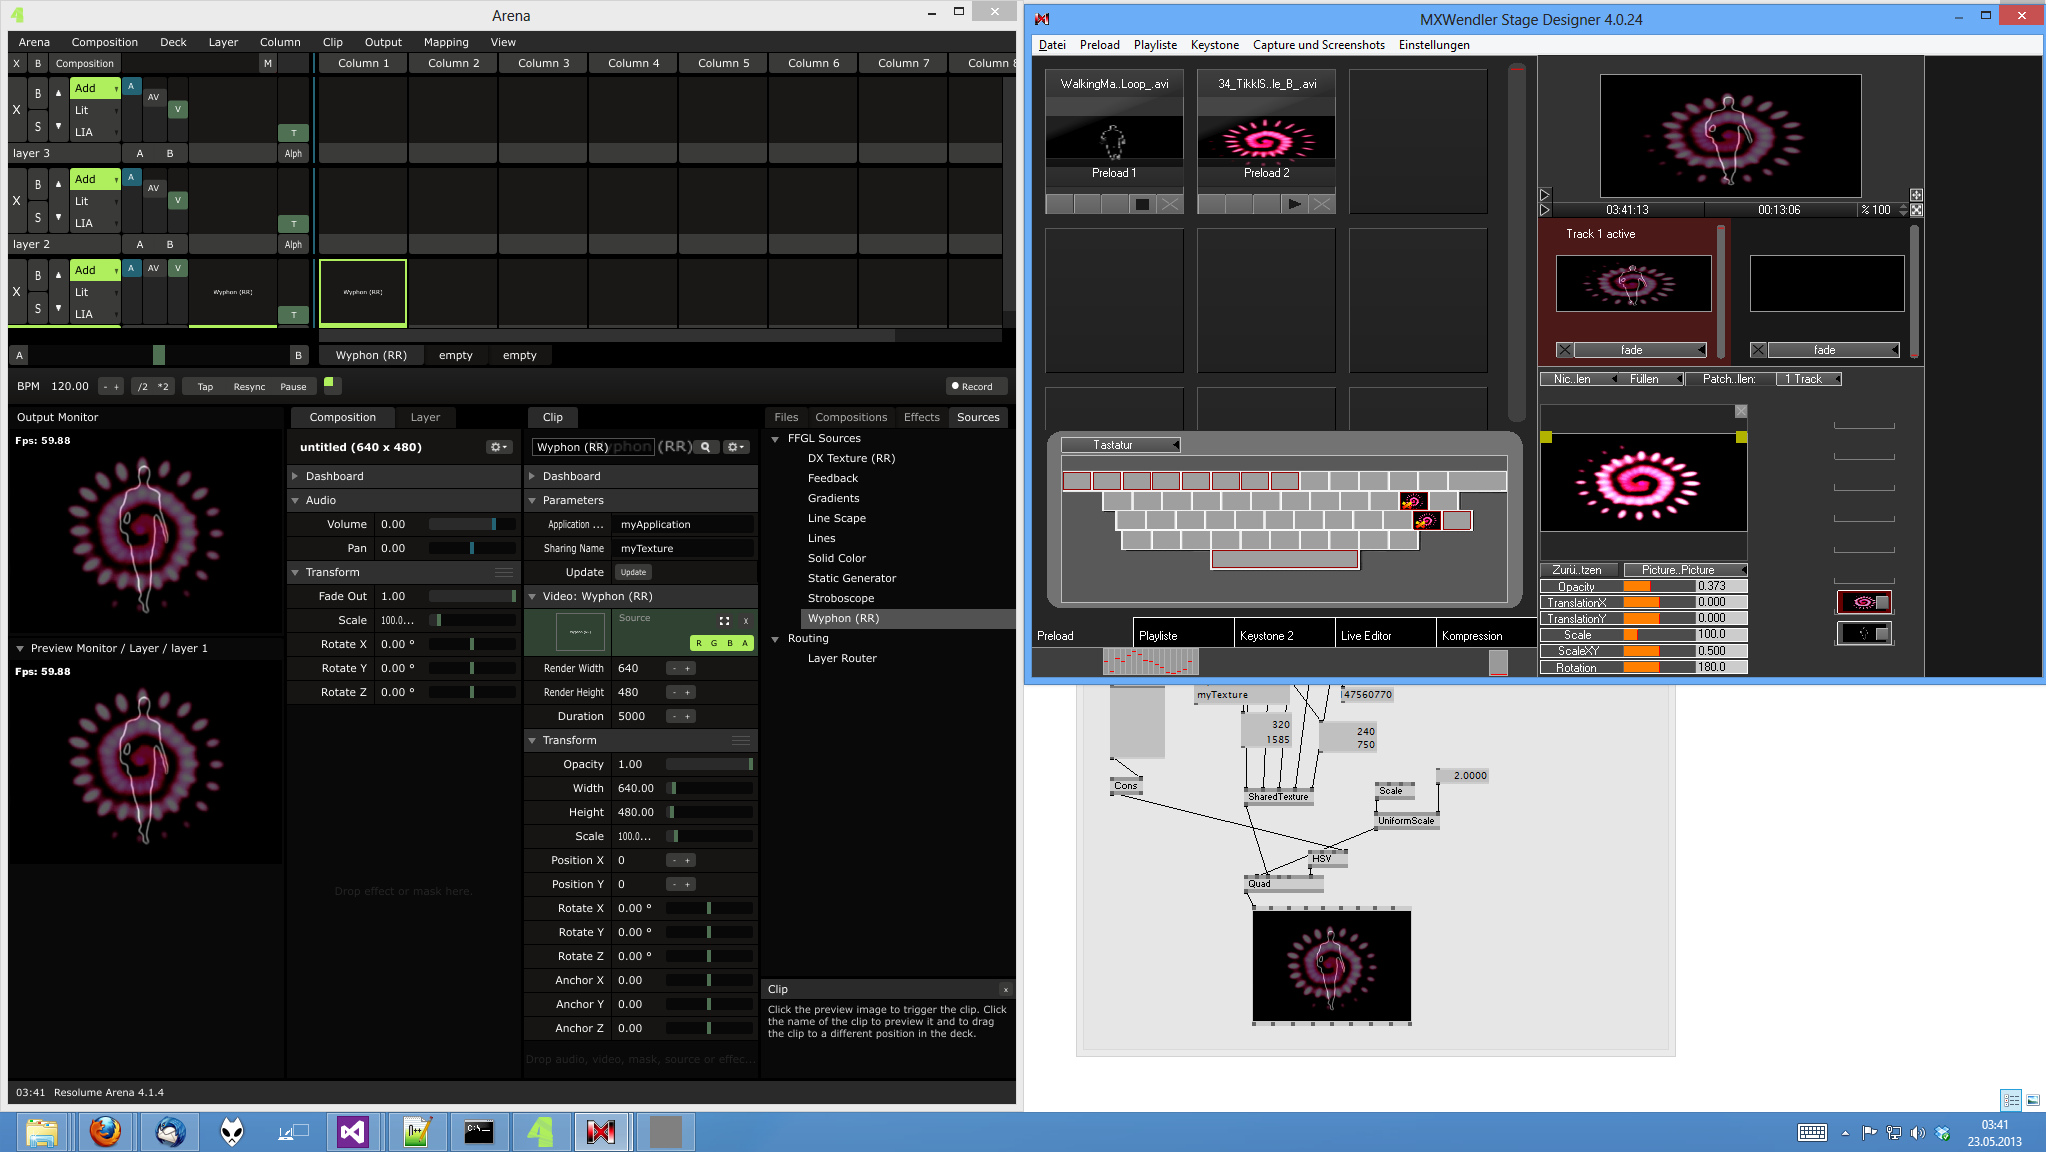 Arena
Arena Composition Deck Layer Column Clip Output Mapping View
X B Composition M Column 1 Column 2 Column 3 Column 4 Column 5 Column 6 Column 7 Column 8
X B S Add Lit LIA A AV V T
layer 3 A B Alph
X B S Add Lit LIA A AV V T
layer 2 A B Alph
X B S Add Lit LIA A AV V Wyphon (RR) T Wyphon (RR)
A B Wyphon (RR) empty empty
BPM 120.00 - + /2 *2 Tap Resync Pause Record
Output Monitor
Fps: 59.88
Preview Monitor / Layer / layer 1
Fps: 59.88
Composition Layer
untitled (640 x 480)
Dashboard
Audio
Volume 0.00
Pan 0.00
Transform
Fade Out 1.00
Scale 100.0...
Rotate X 0.00 °
Rotate Y 0.00 °
Rotate Z 0.00 °
Drop effect or mask here.
Clip
Wyphon (RR)
Dashboard
Parameters
Application ... myApplication
Sharing Name myTexture
Update Update
Video: Wyphon (RR)
Source x
R G B A
Render Width 640 - +
Render Height 480 - +
Duration 5000 - +
Transform
Opacity 1.00
Width 640.00
Height 480.00
Scale 100.0...
Position X 0 - +
Position Y 0 - +
Rotate X 0.00 °
Rotate Y 0.00 °
Rotate Z 0.00 °
Anchor X 0.00
Anchor Y 0.00
Anchor Z 0.00
Drop audio, video, mask, source or effec...
Files Compositions Effects Sources
FFGL Sources
DX Texture (RR)
Feedback
Gradients
Line Scape
Lines
Solid Color
Static Generator
Stroboscope
Wyphon (RR)
Routing
Layer Router
Clip x
Click the preview image to trigger the clip. Click
the name of the clip to preview it and to drag
the clip to a different position in the deck.
03:41 Resolume Arena 4.1.4
MXWendler Stage Designer 4.0.24
Datei Preload Playliste Keystone Capture und Screenshots Einstellungen
WalkingMa..Loop_.avi
Preload 1
34_TikkIS..le_B_.avi
Preload 2
Tastatur
Preload Playliste Keystone 2 Live Editor Kompression
03:41:13 00:13:06 % 100
Track 1 active
fade fade
Nic..len Füllen Patch..llen: 1 Track
Zurü..tzen Picture..Picture
Opacity 0.373
TranslationX 0.000
TranslationY 0.000
Scale 100.0
ScaleXY 0.500
Rotation 180.0
myTexture
47560770
320
1585
240
750
2.0000
Cons
SharedTexture
Scale
UniformScale
HSV
Quad
03:41
23.05.2013